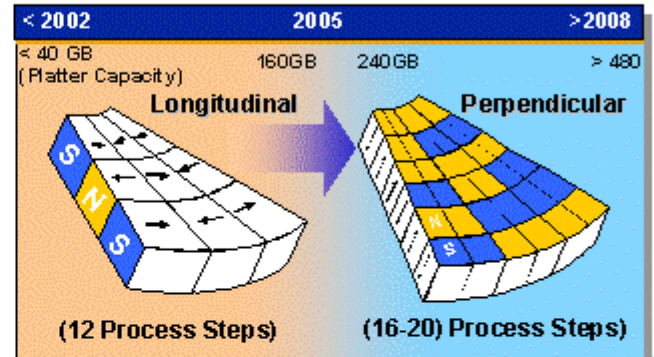 < 2002 2005 >2008
< 40 GB 160GB 240GB > 480
(Platter Capacity)
Longitudinal Perpendicular
S
N
S
N
S
(12 Process Steps) (16-20) Process Steps)